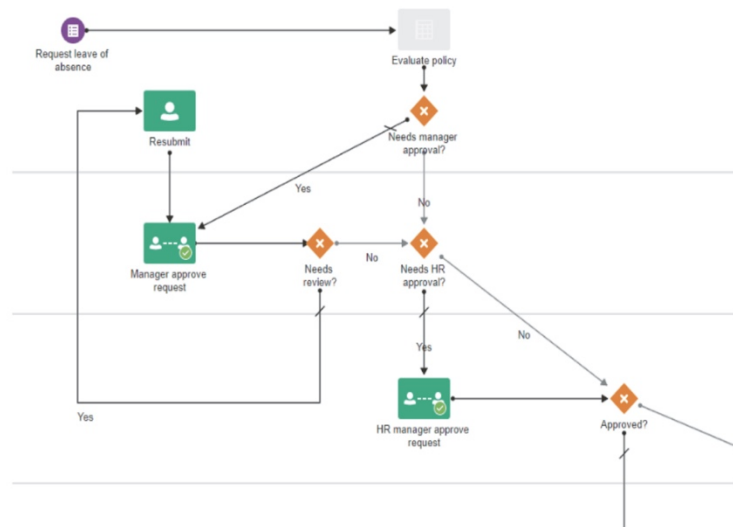 Request leave of
absence
Evaluate policy
Resubmit
Needs manager
approval?
Yes
No
Manager approve
request
Needs
review?
No
Needs HR
approval?
No
Yes
Yes
HR manager approve
request
Approved?